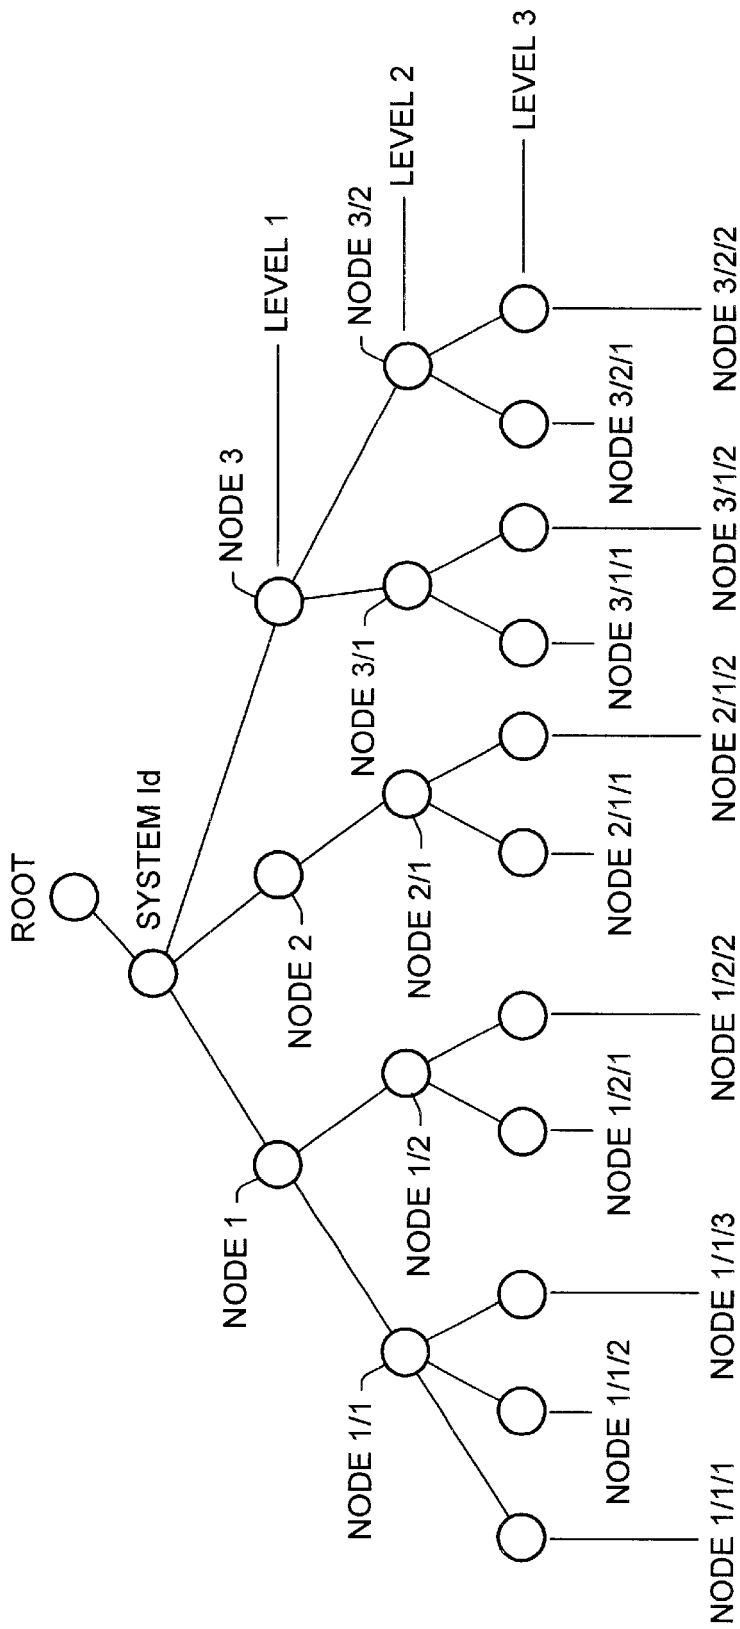 ROOT
SYSTEM Id
NODE 1
NODE 2
NODE 3
LEVEL 1
NODE 1/1
NODE 1/2
NODE 2/1
NODE 3/1
NODE 3/2
LEVEL 2
LEVEL 3
NODE 1/1/1
NODE 1/1/2
NODE 1/1/3
NODE 1/2/1
NODE 1/2/2
NODE 2/1/1
NODE 2/1/2
NODE 3/1/1
NODE 3/1/2
NODE 3/2/1
NODE 3/2/2